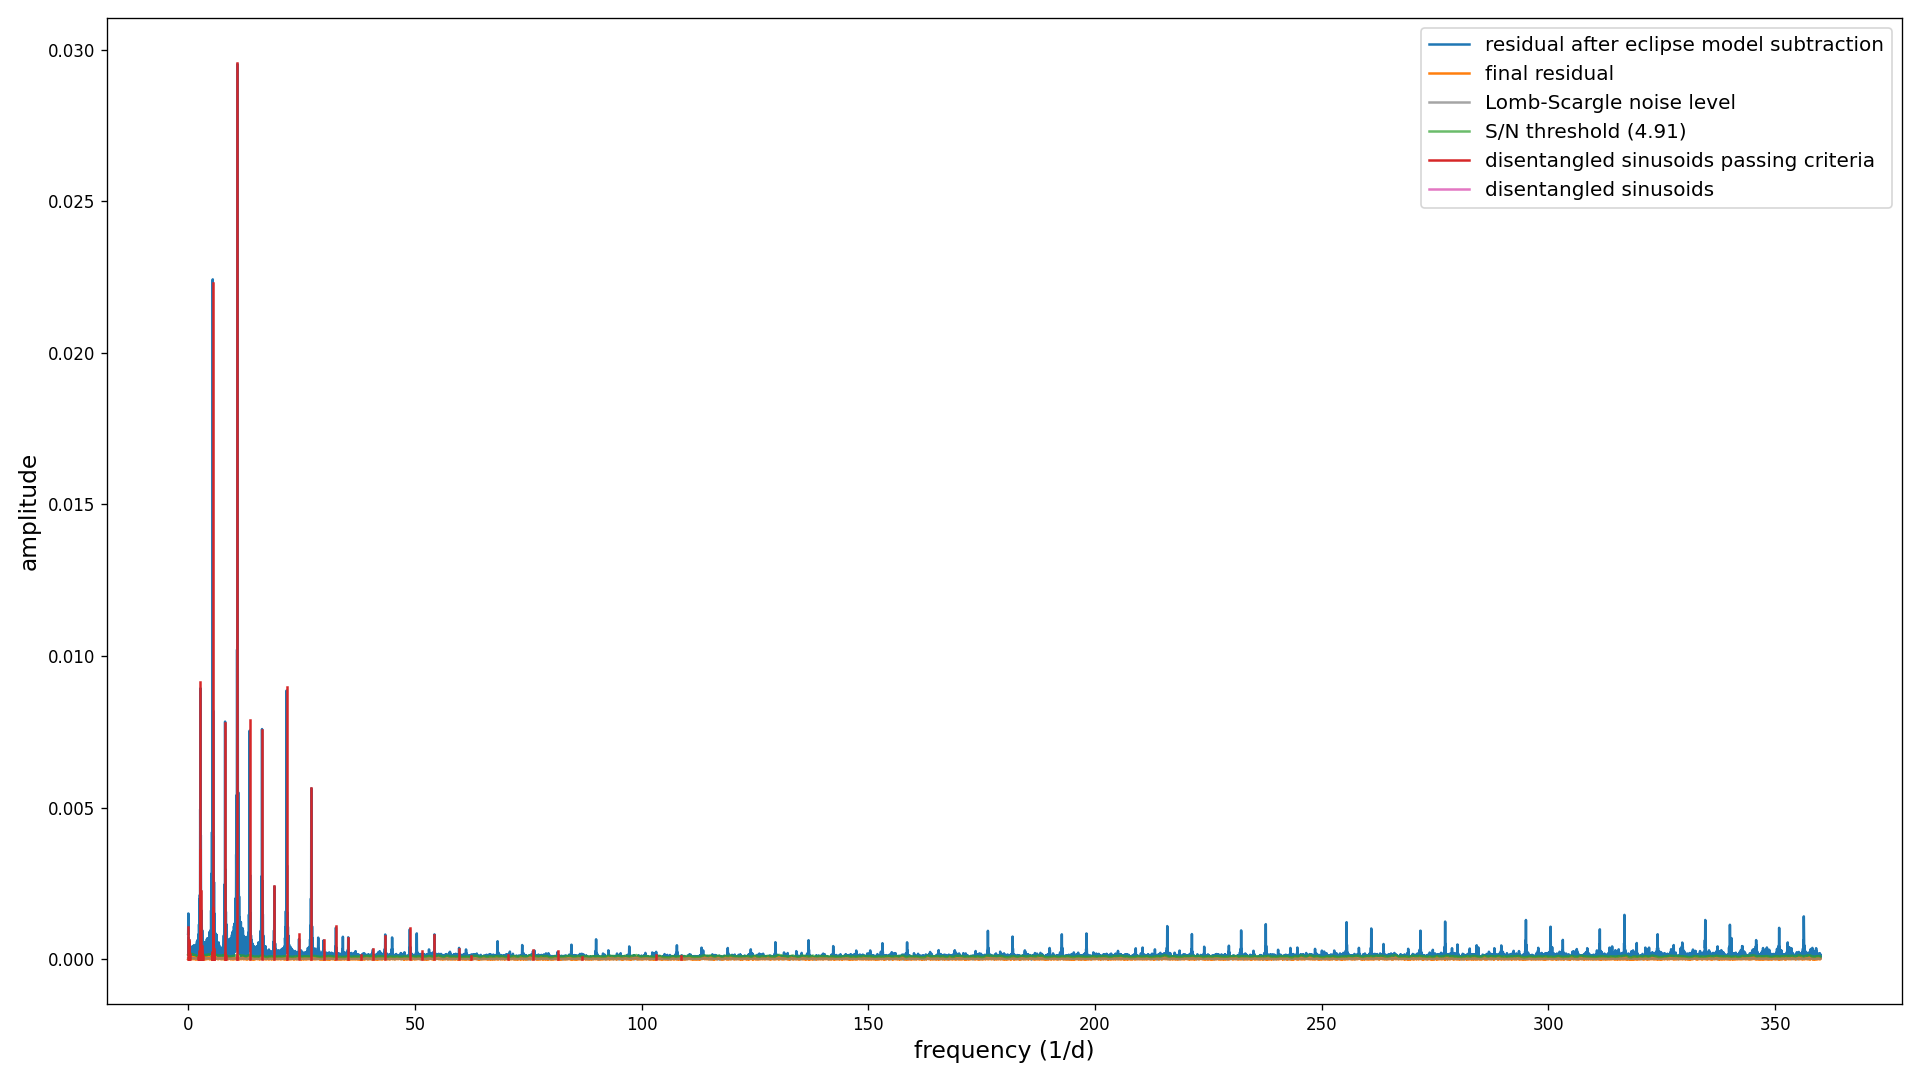 0.030
0.025
0.020
0.015
0.010
0.005
0.000
amplitude
0
50
100
150
200
250
300
350
frequency (1/d)
residual after eclipse model subtraction
final residual
Lomb-Scargle noise level
S/N threshold (4.91)
disentangled sinusoids passing criteria
disentangled sinusoids